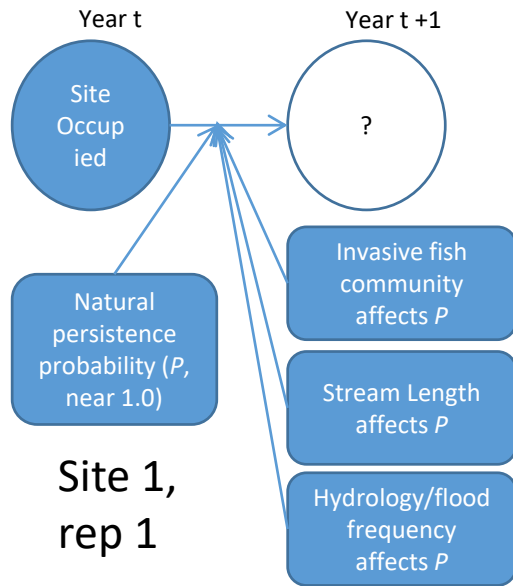 Year t
Year t +1
Site
Occup
ied
?
Natural
persistence
probability (P,
near 1.0)
Invasive fish
community
affects P
Stream Length
affects P
Hydrology/flood
frequency
affects P
Site 1,
rep 1